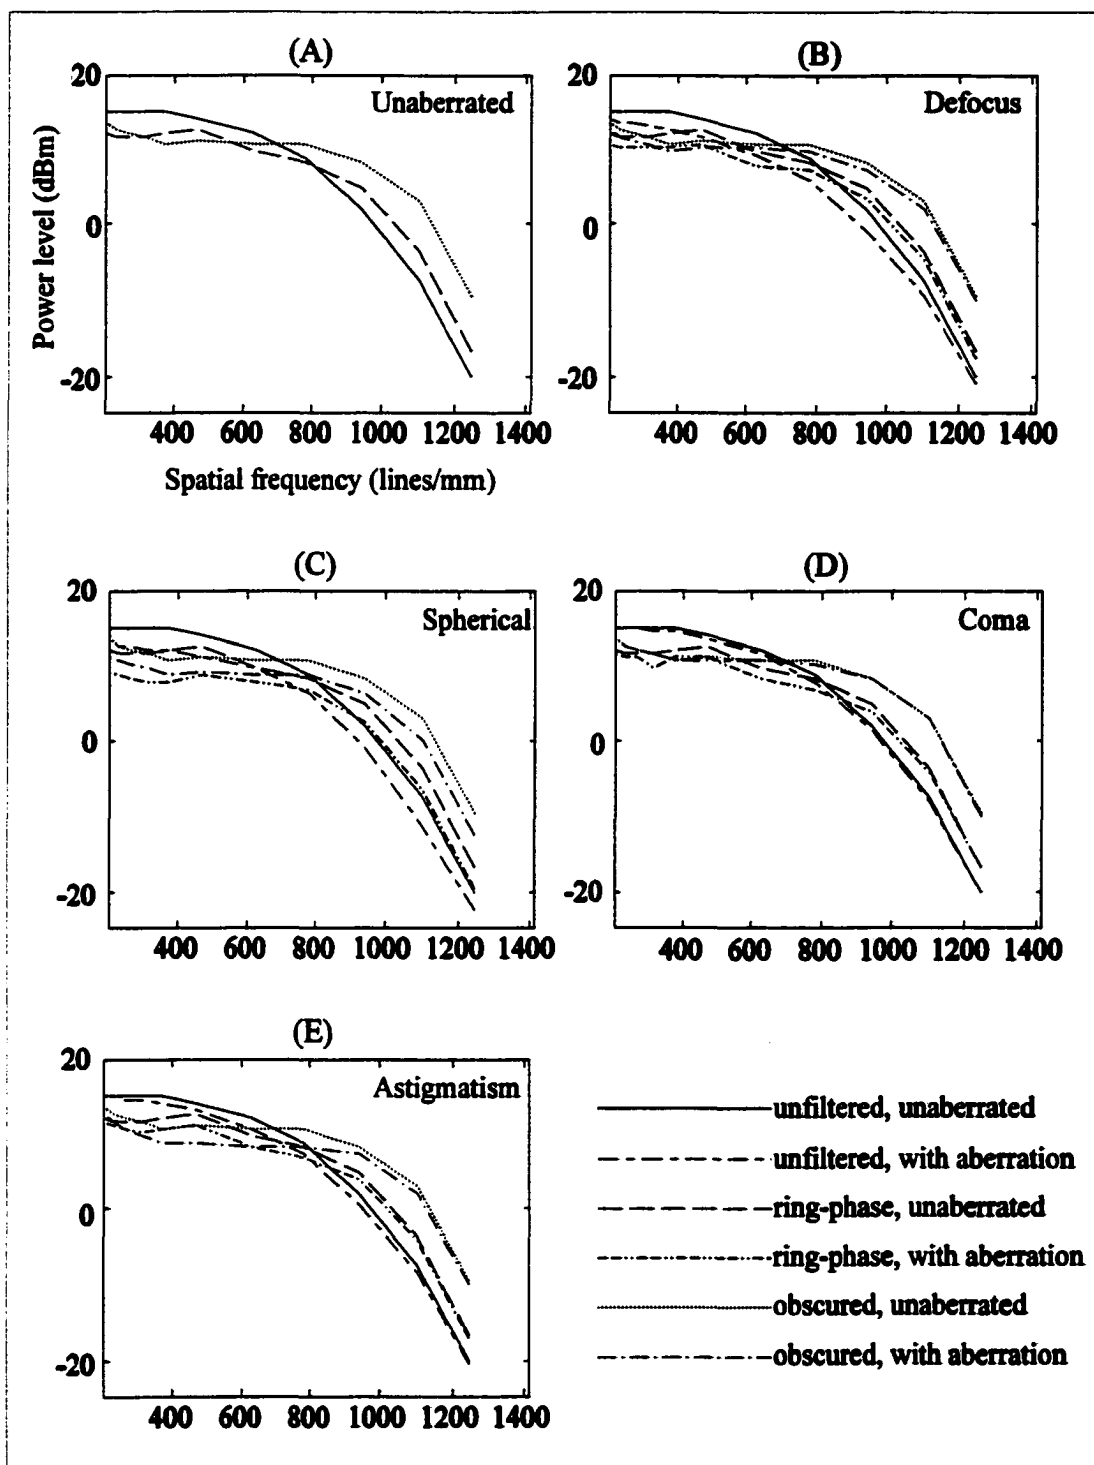 (A)
Unaberrated
20
0
-20
Power level (dBm)
400 600 800 1000 1200 1400
Spatial frequency (lines/mm)
(B)
Defocus
20
0
-20
400 600 800 1000 1200 1400
(C)
Spherical
20
0
-20
400 600 800 1000 1200 1400
(D)
Coma
20
0
-20
400 600 800 1000 1200 1400
(E)
Astigmatism
20
0
-20
400 600 800 1000 1200 1400
unfiltered, unaberrated
unfiltered, with aberration
ring-phase, unaberrated
ring-phase, with aberration
obscured, unaberrated
obscured, with aberration